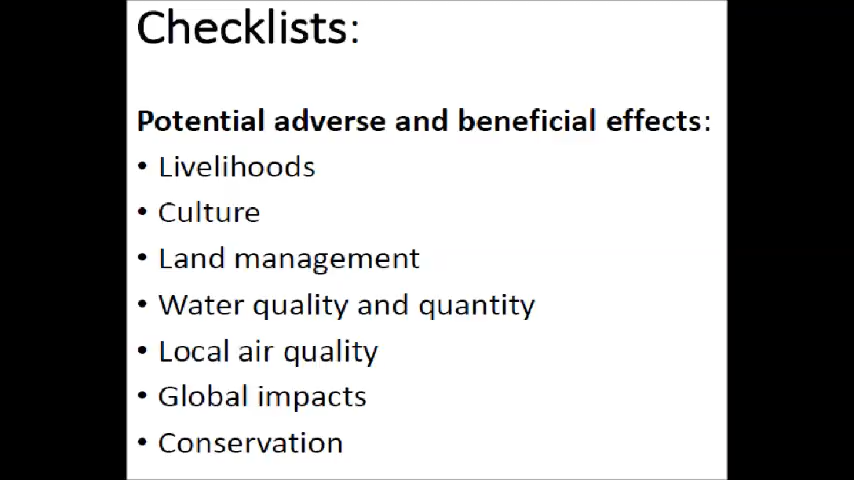 Checklists:
Potential adverse and beneficial effects:
• Livelihoods
• Culture
• Land management
• Water quality and quantity
• Local air quality
• Global impacts
• Conservation